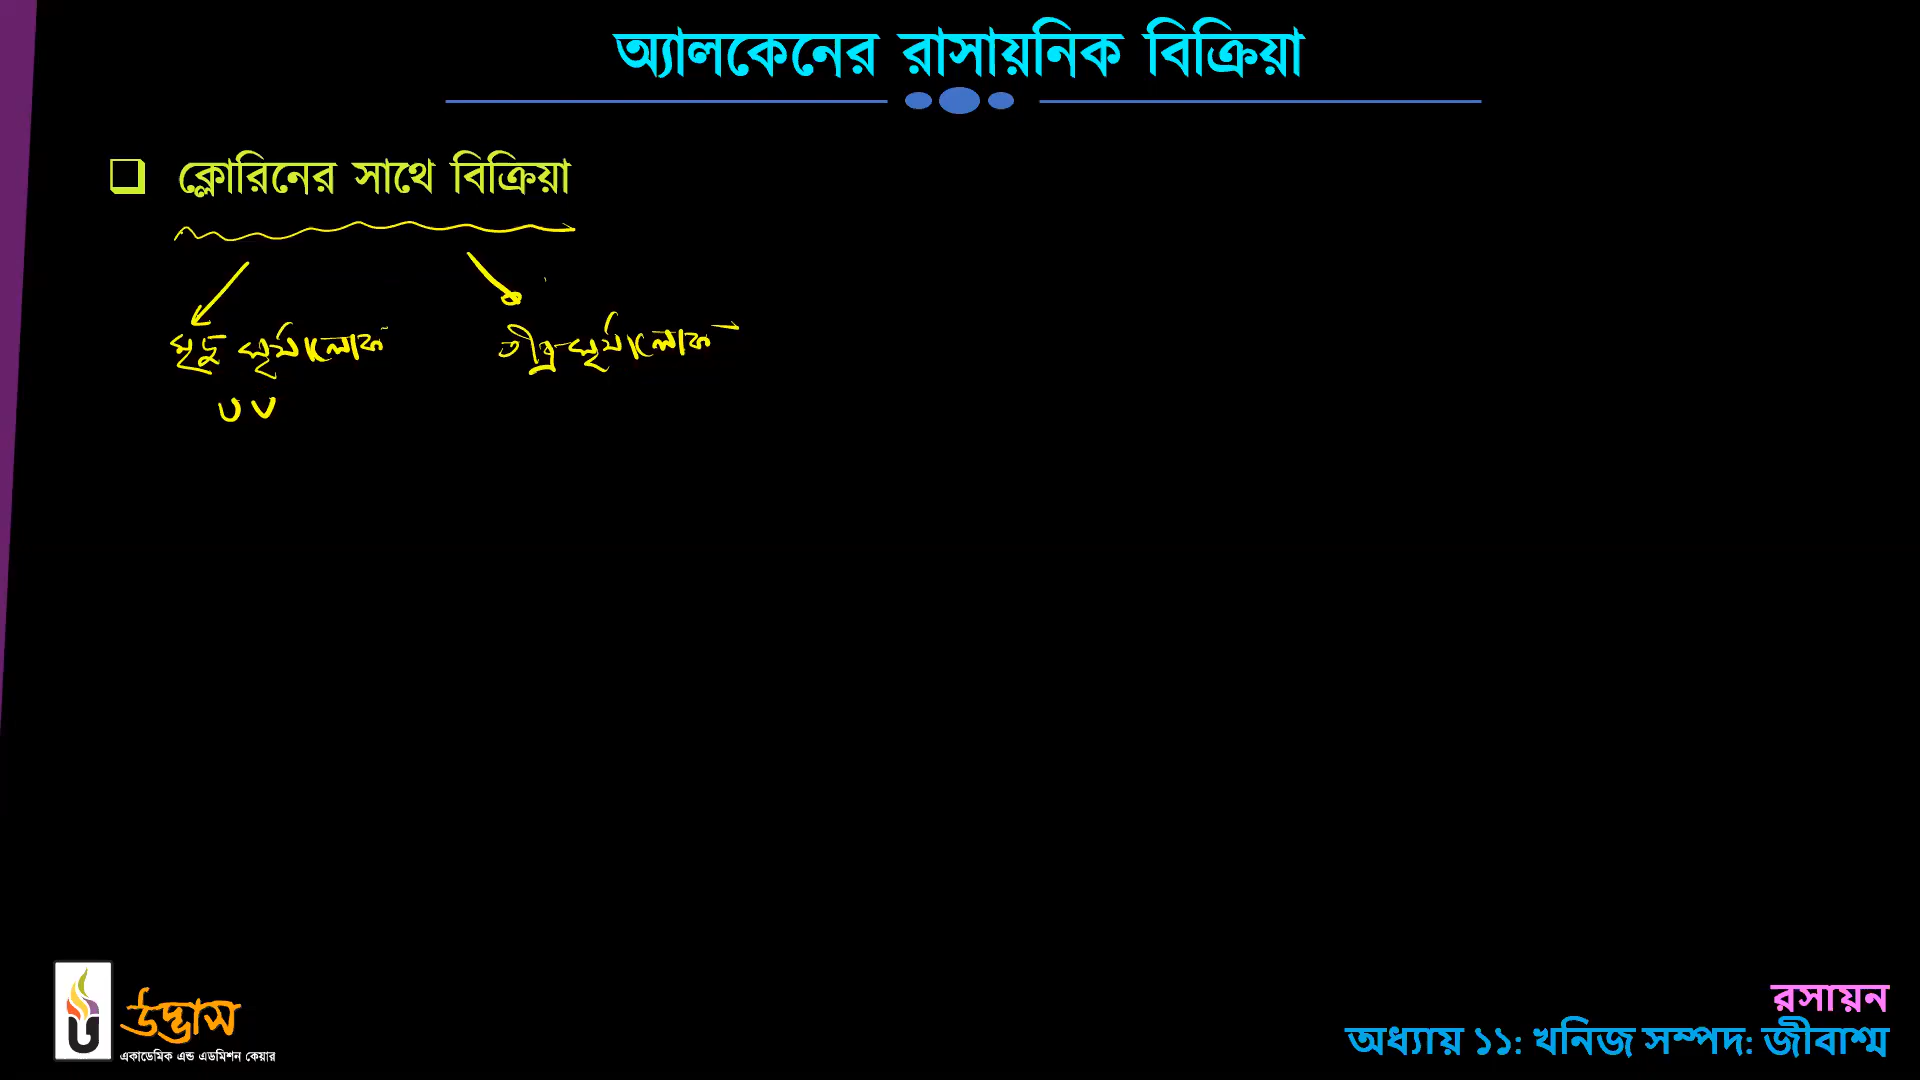 অ্যালকেনের রাসায়নিক বিক্রিয়া
ক্লোরিনের সাথে বিক্রিয়া
মৃদু সূর্যালোক
তীব্র সূর্যালোক
UV
উদ্ভাস
একাডেমিক এন্ড এডমিশন কেয়ার
রসায়ন
অধ্যায় ১১: খনিজ সম্পদ: জীবাশ্ম